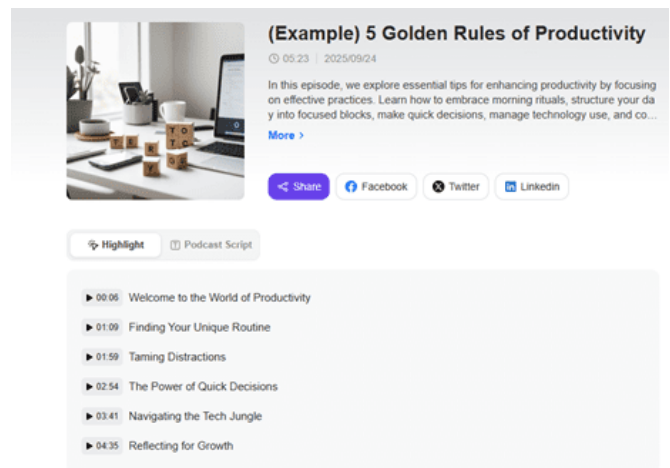 (Example) 5 Golden Rules of Productivity
05:23 | 2025/09/24
In this episode, we explore essential tips for enhancing productivity by focusing
on effective practices. Learn how to embrace morning rituals, structure your da
y into focused blocks, make quick decisions, manage technology use, and co...
More >
Share
Facebook
Twitter
Linkedin
Highlight
Podcast Script
00:06 Welcome to the World of Productivity
01:09 Finding Your Unique Routine
01:59 Taming Distractions
02:54 The Power of Quick Decisions
03:41 Navigating the Tech Jungle
04:35 Reflecting for Growth